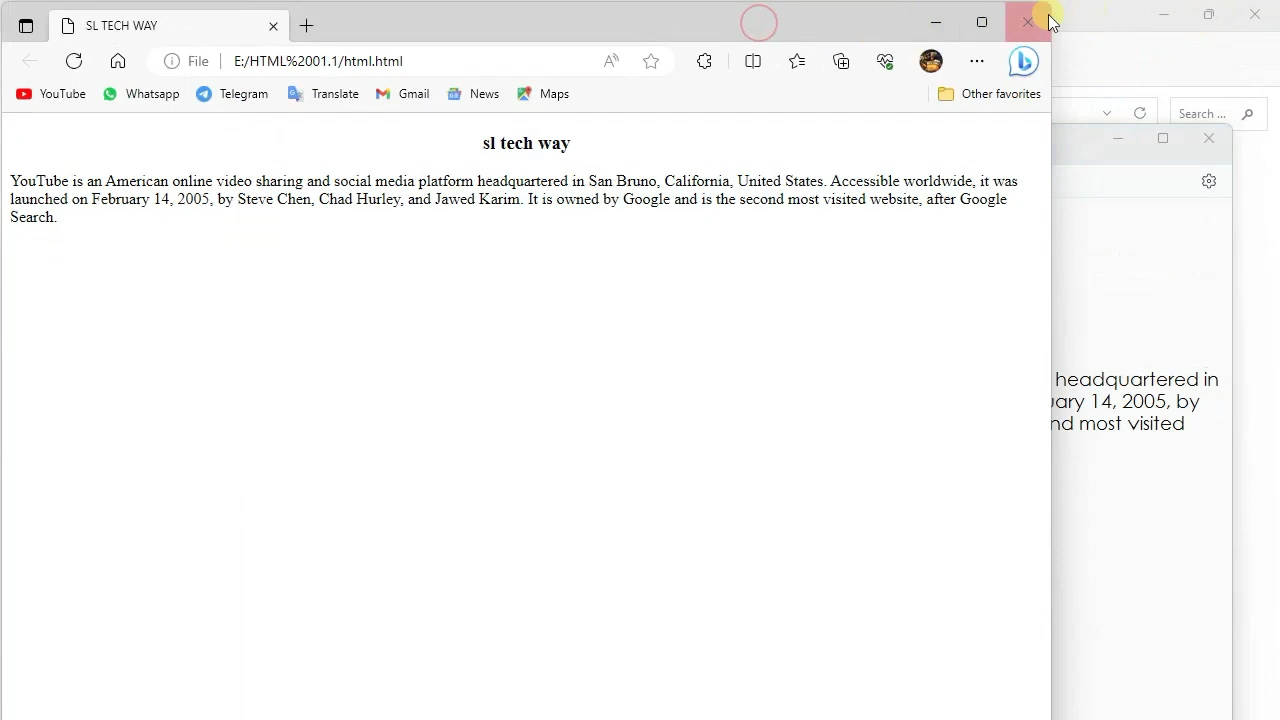 SL TECH WAY
File
E:/HTML%2001.1/html.html
YouTube
Whatsapp
Telegram
Translate
Gmail
News
Maps
Other favorites
Search ...
sl tech way
YouTube is an American online video sharing and social media platform headquartered in San Bruno, California, United States. Accessible worldwide, it was
launched on February 14, 2005, by Steve Chen, Chad Hurley, and Jawed Karim. It is owned by Google and is the second most visited website, after Google
Search.
headquartered in
uary 14, 2005, by
nd most visited